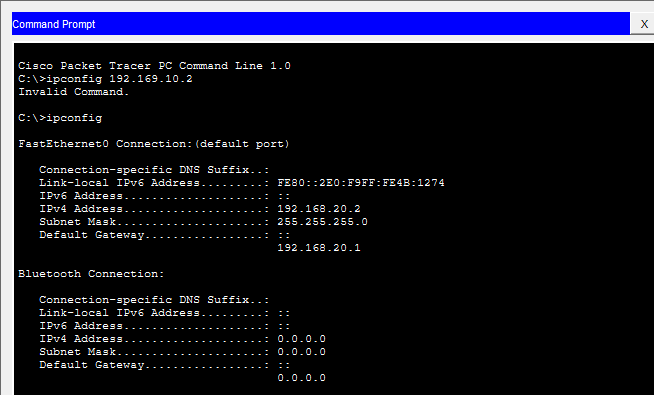 Command Prompt
X
Cisco Packet Tracer PC Command Line 1.0
C:\>ipconfig 192.169.10.2
Invalid Command.
C:\>ipconfig
FastEthernet0 Connection:(default port)
Connection-specific DNS Suffix..:
Link-local IPv6 Address.........: FE80::2E0:F9FF:FE4B:1274
IPv6 Address....................: ::
IPv4 Address....................: 192.168.20.2
Subnet Mask.....................: 255.255.255.0
Default Gateway.................: ::
192.168.20.1
Bluetooth Connection:
Connection-specific DNS Suffix..:
Link-local IPv6 Address.........: ::
IPv6 Address....................: ::
IPv4 Address....................: 0.0.0.0
Subnet Mask.....................: 0.0.0.0
Default Gateway.................: ::
0.0.0.0